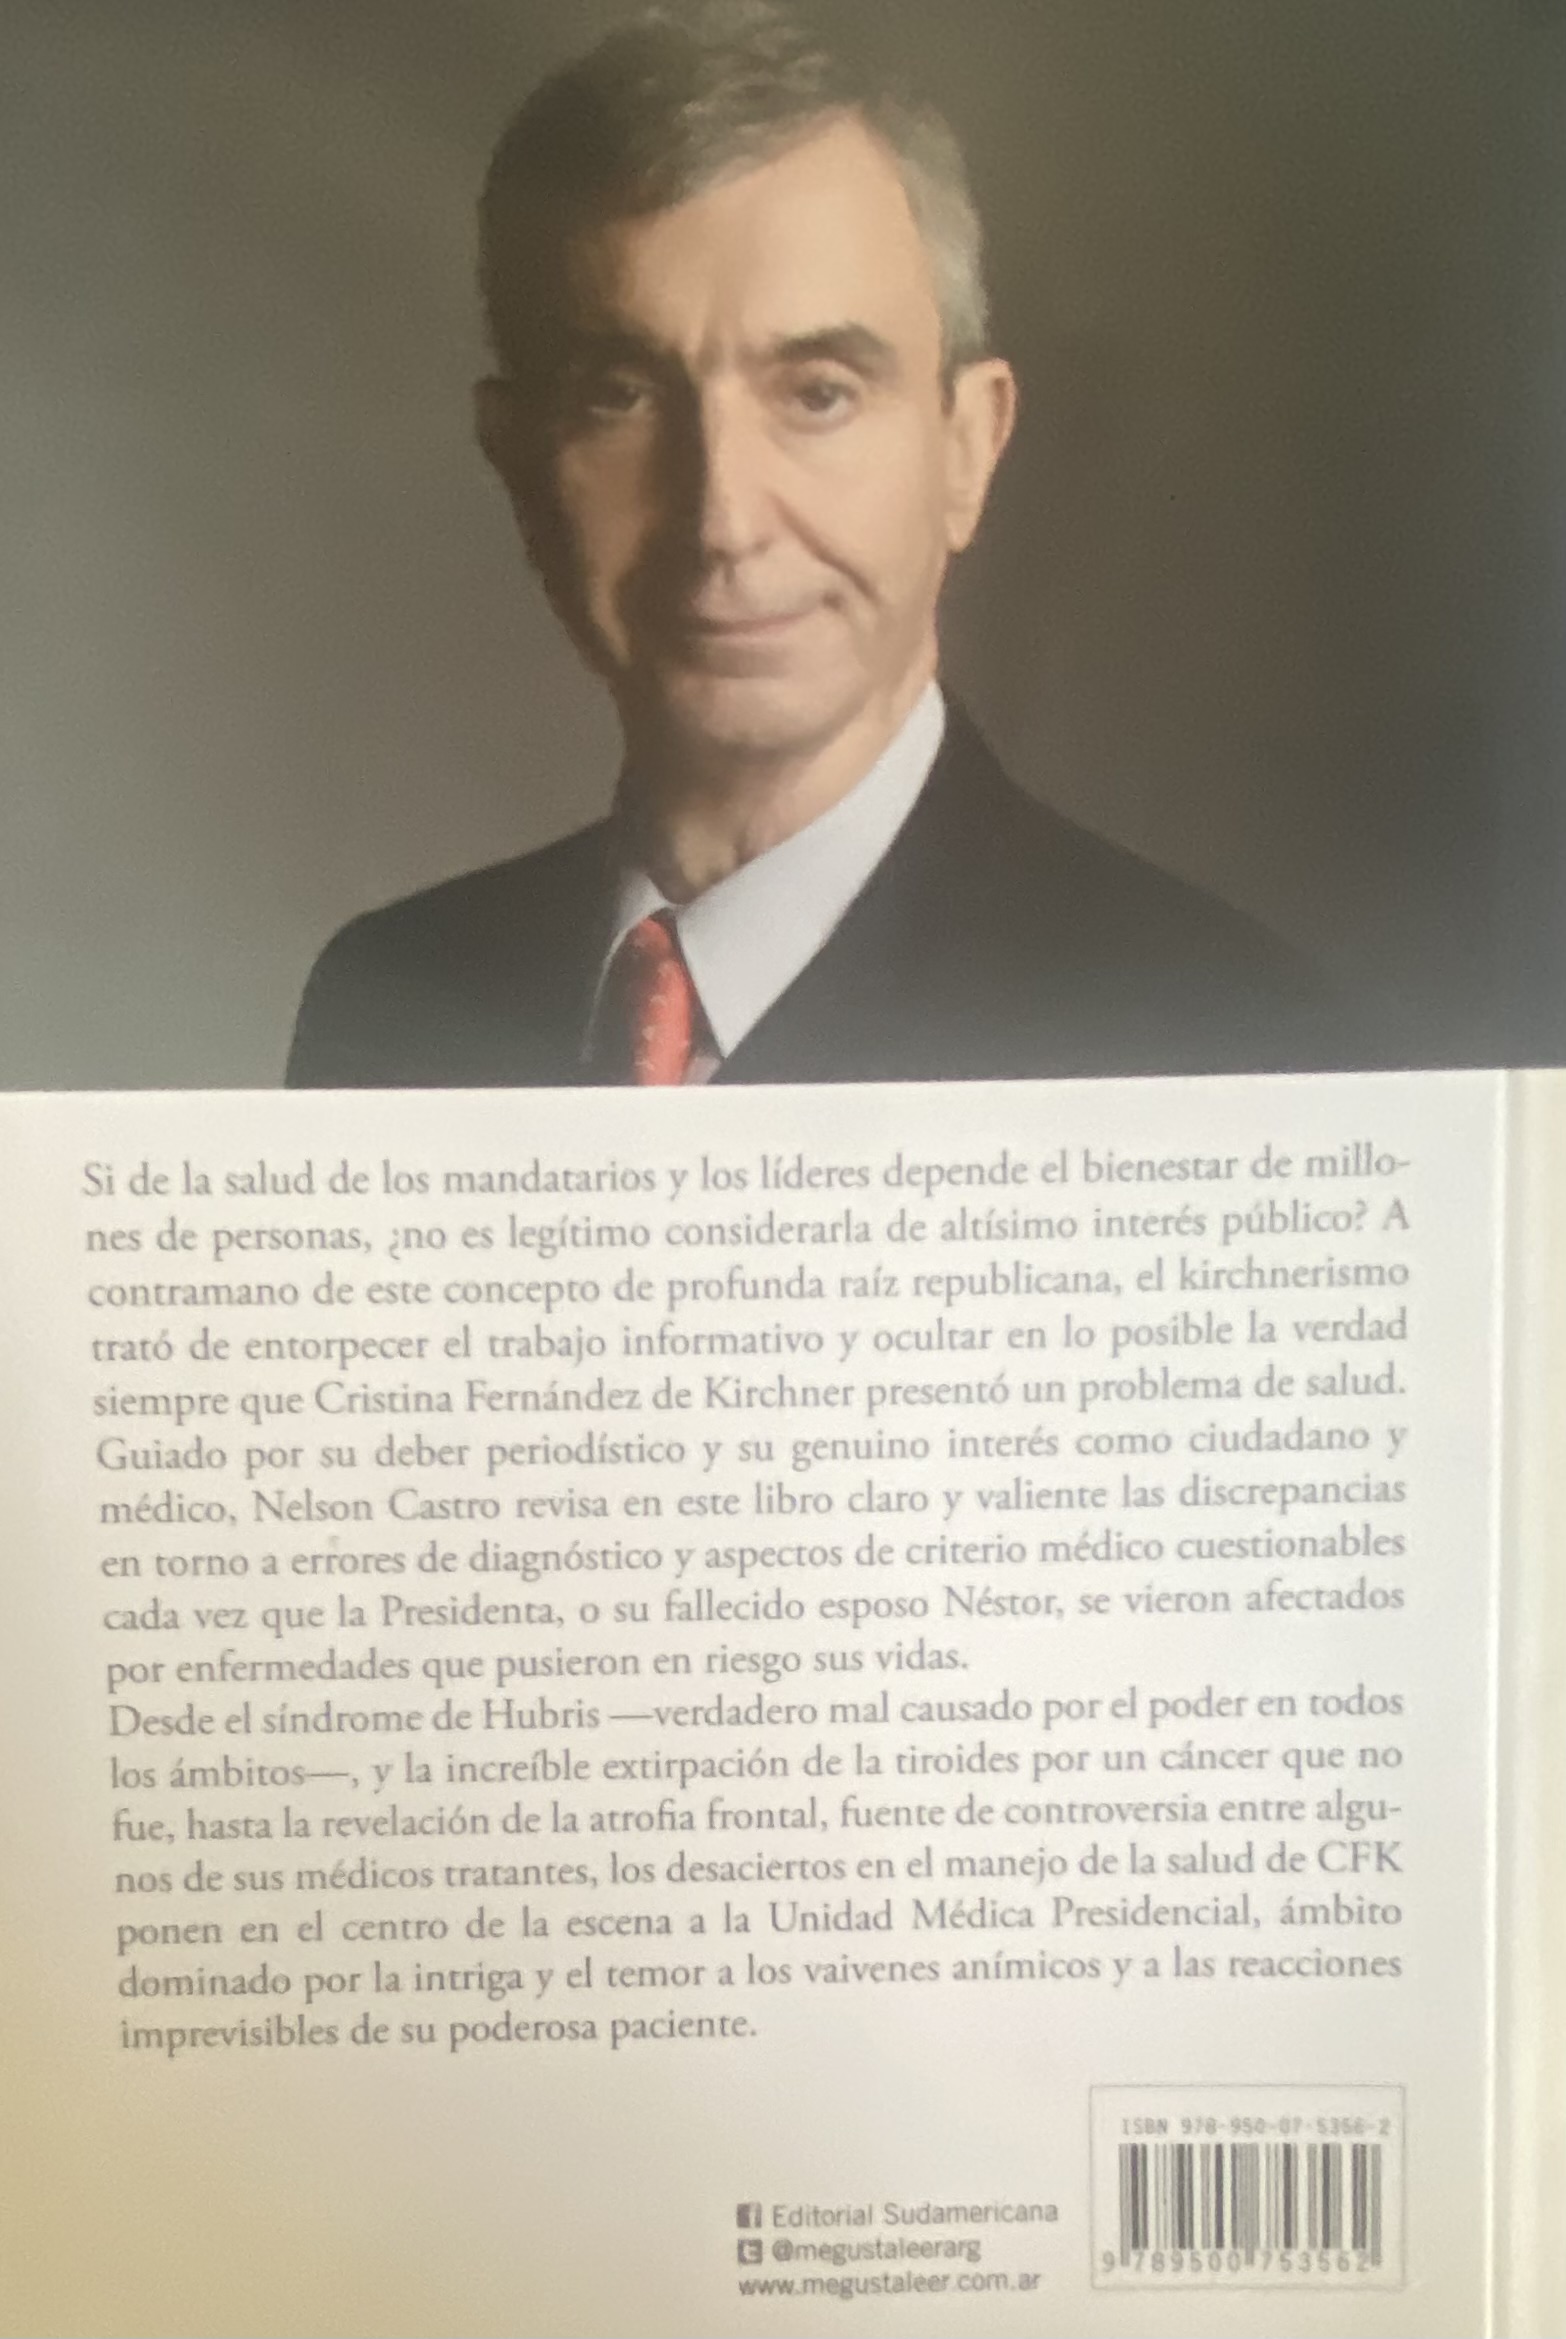 Si de la salud de los mandatarios y los líderes depende el bienestar de millo-
nes de personas, ¿no es legítimo considerarla de altísimo interés público? A
contramano de este concepto de profunda raíz republicana, el kirchnerismo
trató de entorpecer el trabajo informativo y ocultar en lo posible la verdad
siempre que Cristina Fernández de Kirchner presentó un problema de salud.
Guiado por su deber periodístico y su genuino interés como ciudadano y
médico, Nelson Castro revisa en este libro claro y valiente las discrepancias
en torno a errores de diagnóstico y aspectos de criterio médico cuestionables
cada vez que la Presidenta, o su fallecido esposo Néstor, se vieron afectados
por enfermedades que pusieron en riesgo sus vidas.
Desde el síndrome de Hubris —verdadero mal causado por el poder en todos
los ámbitos—, y la increíble extirpación de la tiroides por un cáncer que no
fue, hasta la revelación de la atrofia frontal, fuente de controversia entre algu-
nos de sus médicos tratantes, los desaciertos en el manejo de la salud de CFK
ponen en el centro de la escena a la Unidad Médica Presidencial, ámbito
dominado por la intriga y el temor a los vaivenes anímicos y a las reacciones
imprevisibles de su poderosa paciente.
ISBN 978-950-07-5356-2
9 789500 753562
Editorial Sudamericana
@megustaleerarg
www.megustaleer.com.ar